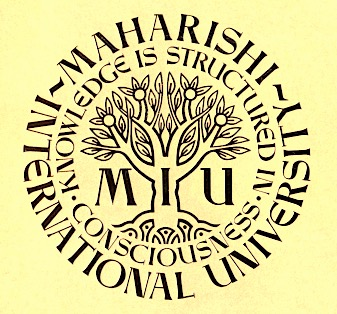 MAHARISHI~INTERNATIONAL UNIVERSITY~
KNOWLEDGE IS STRUCTURED IN CONSCIOUSNESS
MIU